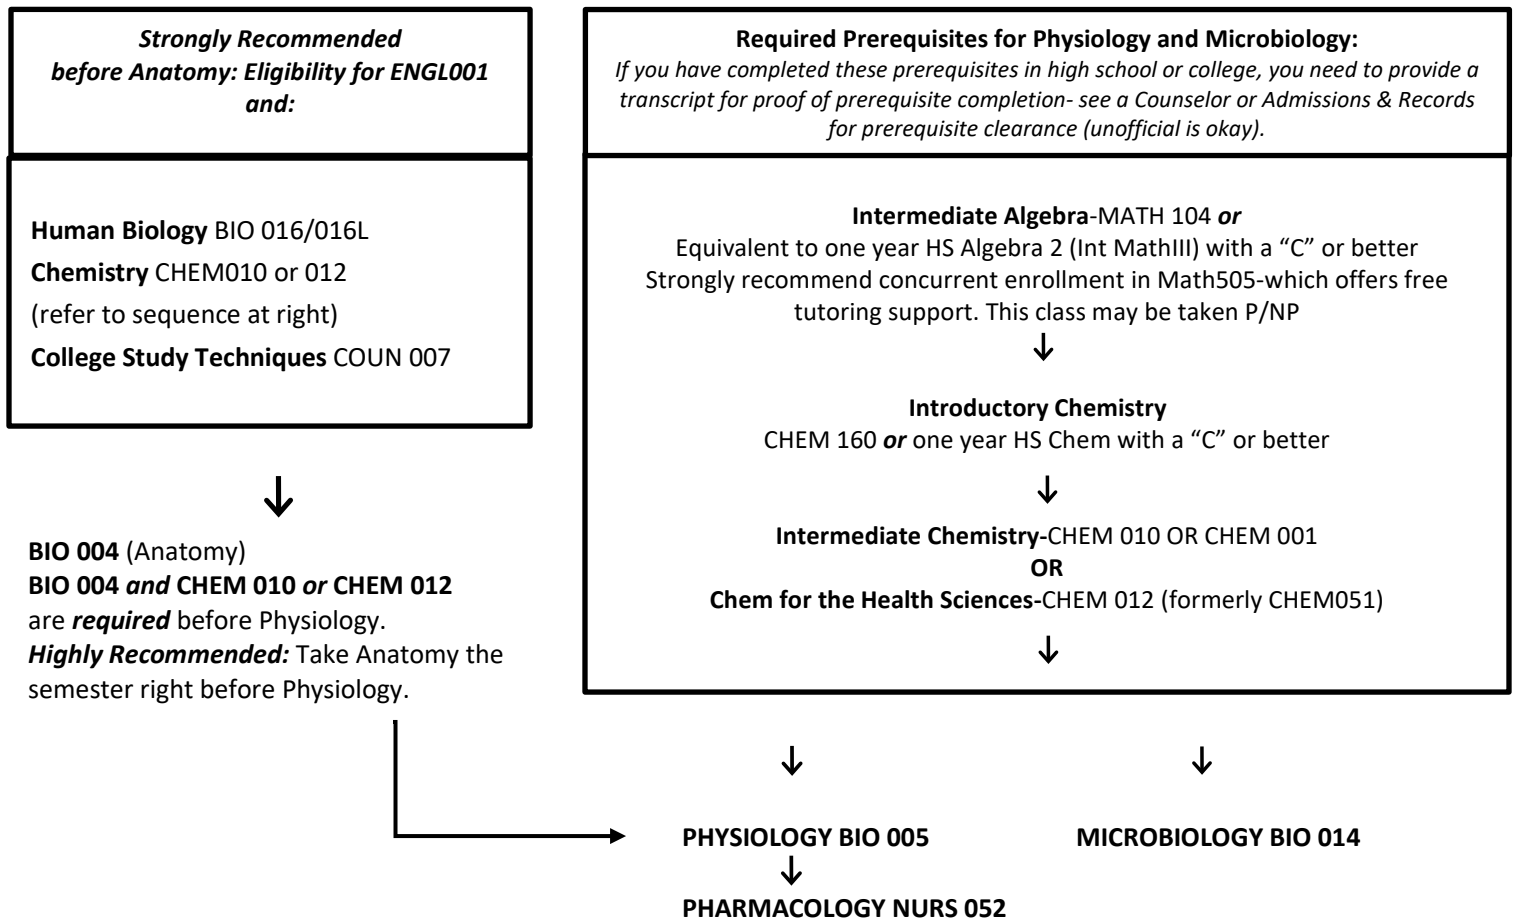 Strongly Recommended
before Anatomy: Eligibility for ENGL001
and:
Human Biology BIO 016/016L
Chemistry CHEM010 or 012
(refer to sequence at right)
College Study Techniques COUN 007
BIO 004 (Anatomy)
BIO 004 and CHEM 010 or CHEM 012
are required before Physiology.
Highly Recommended: Take Anatomy the
semester right before Physiology.
Required Prerequisites for Physiology and Microbiology:
If you have completed these prerequisites in high school or college, you need to provide a
transcript for proof of prerequisite completion- see a Counselor or Admissions & Records
for prerequisite clearance (unofficial is okay).
Intermediate Algebra-MATH 104 or
Equivalent to one year HS Algebra 2 (Int MathIII) with a “C” or better
Strongly recommend concurrent enrollment in Math505-which offers free
tutoring support. This class may be taken P/NP
Introductory Chemistry
CHEM 160 or one year HS Chem with a “C” or better
Intermediate Chemistry-CHEM 010 OR CHEM 001
OR
Chem for the Health Sciences-CHEM 012 (formerly CHEM051)
PHYSIOLOGY BIO 005
MICROBIOLOGY BIO 014
PHARMACOLOGY NURS 052